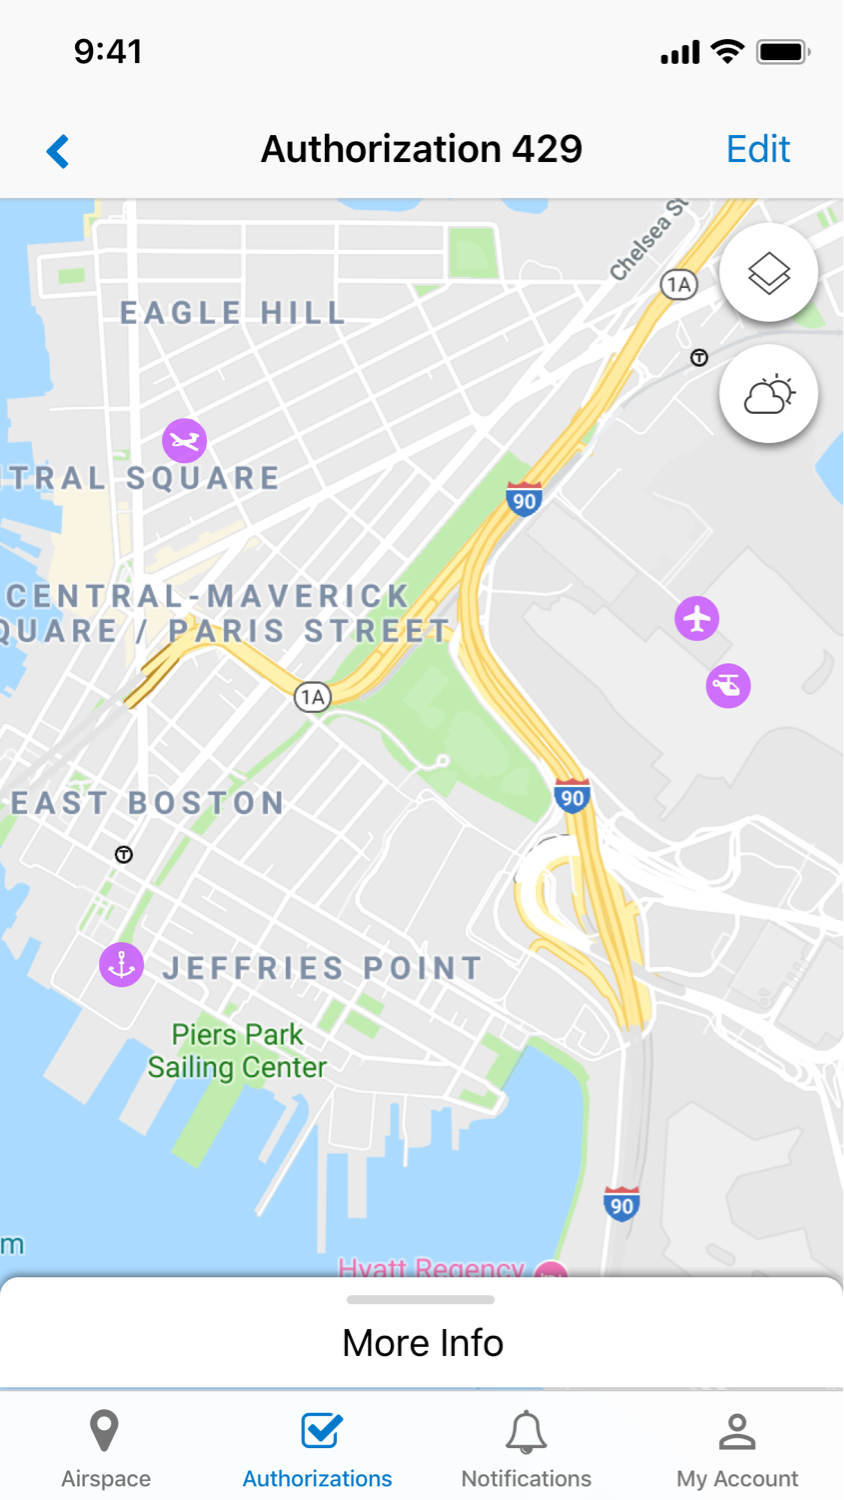 9:41
Authorization 429
Edit
Chelsea St
1A
EAGLE HILL
T
TRAL SQUARE
90
CENTRAL-MAVERICK
QUARE / PARIS STREET
1A
90
EAST BOSTON
T
JEFFRIES POINT
Piers Park
Sailing Center
90
m
Hyatt Regency
More Info
Airspace
Authorizations
Notifications
My Account